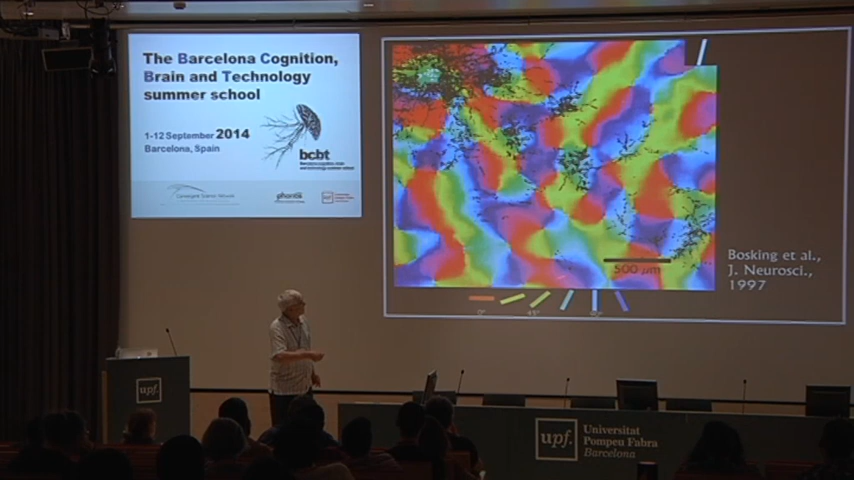 The Barcelona Cognition,
Brain and Technology
summer school
1-12 September 2014
Barcelona, Spain
bcbt
500 µm
Bosking et al.,
J. Neurosci.,
1997
0°
45°
90°
upf.
upf.
Universitat
Pompeu Fabra
Barcelona